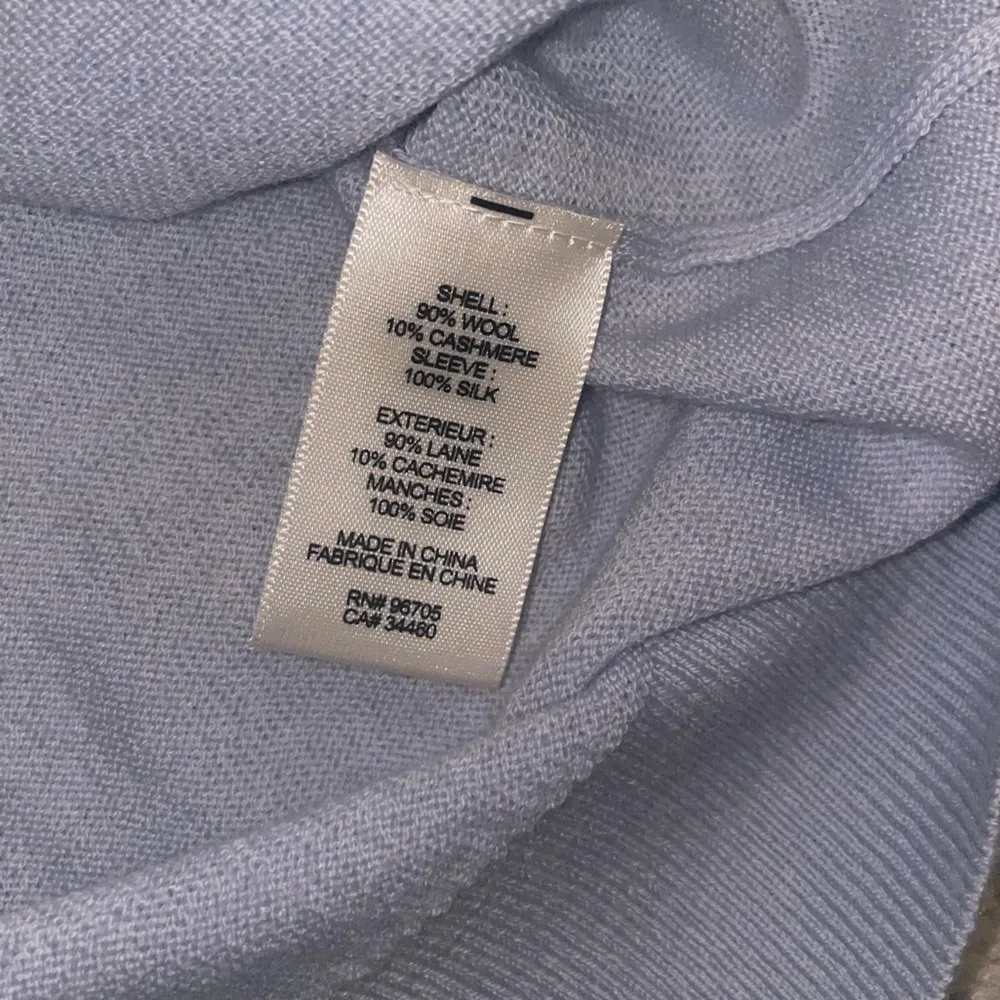 SHELL :
90% WOOL
10% CASHMERE
SLEEVE :
100% SILK
EXTERIEUR :
90% LAINE
10% CACHEMIRE
MANCHES :
100% SOIE
MADE IN CHINA
FABRIQUE EN CHINE
RN# 96705
CA# 34460